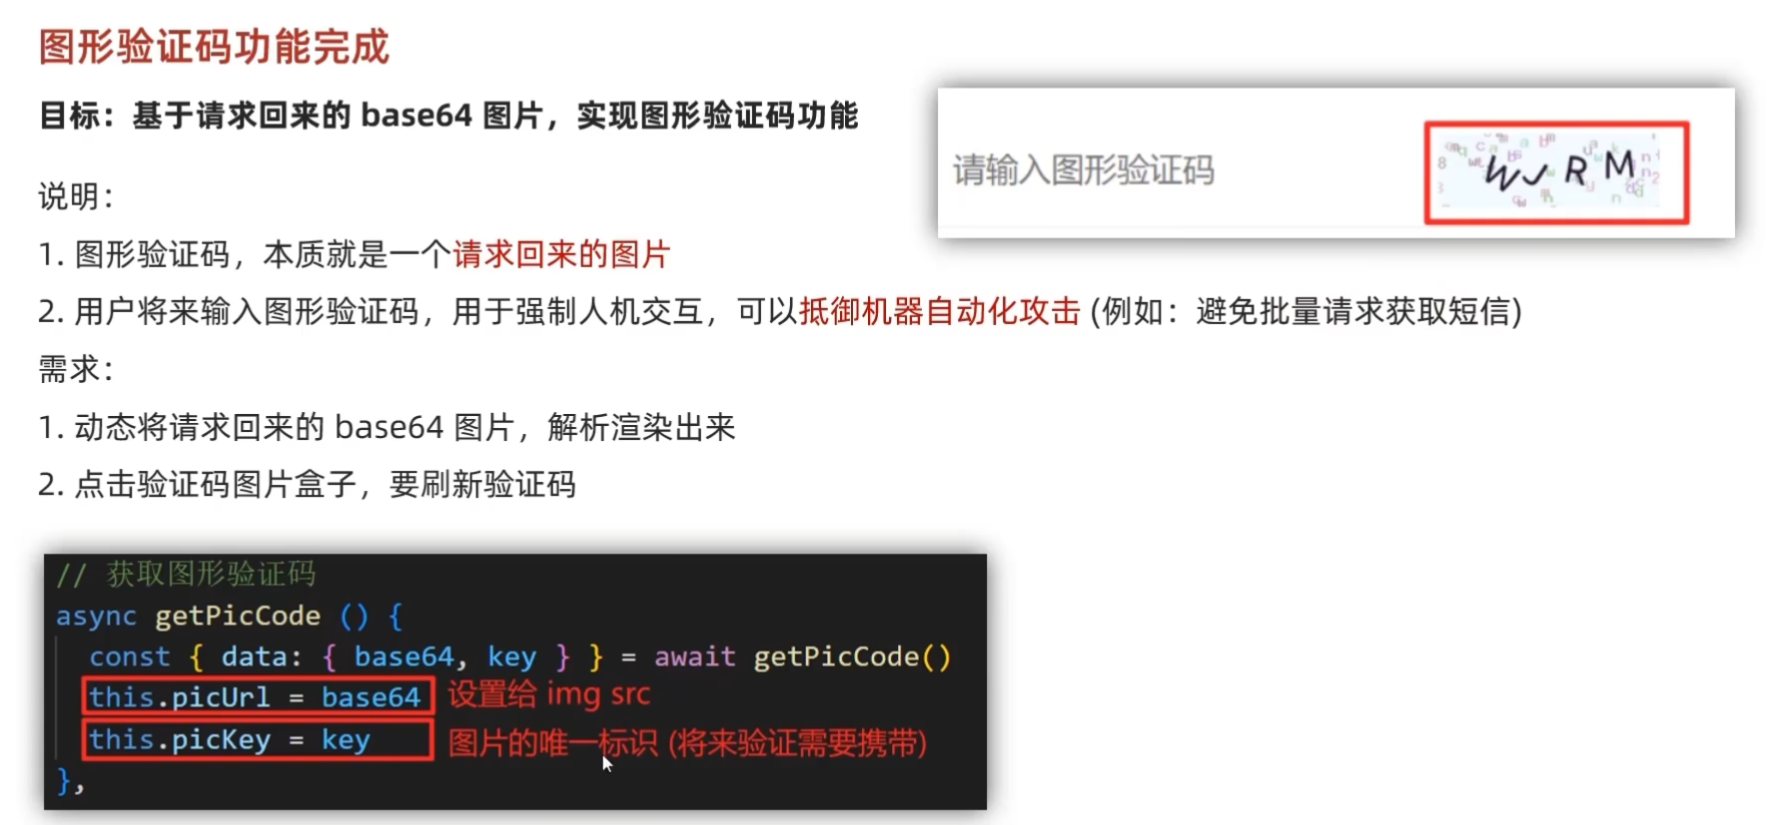 图形验证码功能完成
目标：基于请求回来的 base64 图片，实现图形验证码功能
请输入图形验证码
WJRM
说明：
1. 图形验证码，本质就是一个请求回来的图片
2. 用户将来输入图形验证码，用于强制人机交互，可以抵御机器自动化攻击 (例如：避免批量请求获取短信)
需求：
1. 动态将请求回来的 base64 图片，解析渲染出来
2. 点击验证码图片盒子，要刷新验证码
// 获取图形验证码
async getPicCode () {
const { data: { base64, key } } = await getPicCode()
this.picUrl = base64 设置给 img src
this.picKey = key 图片的唯一标识 (将来验证需要携带)
},